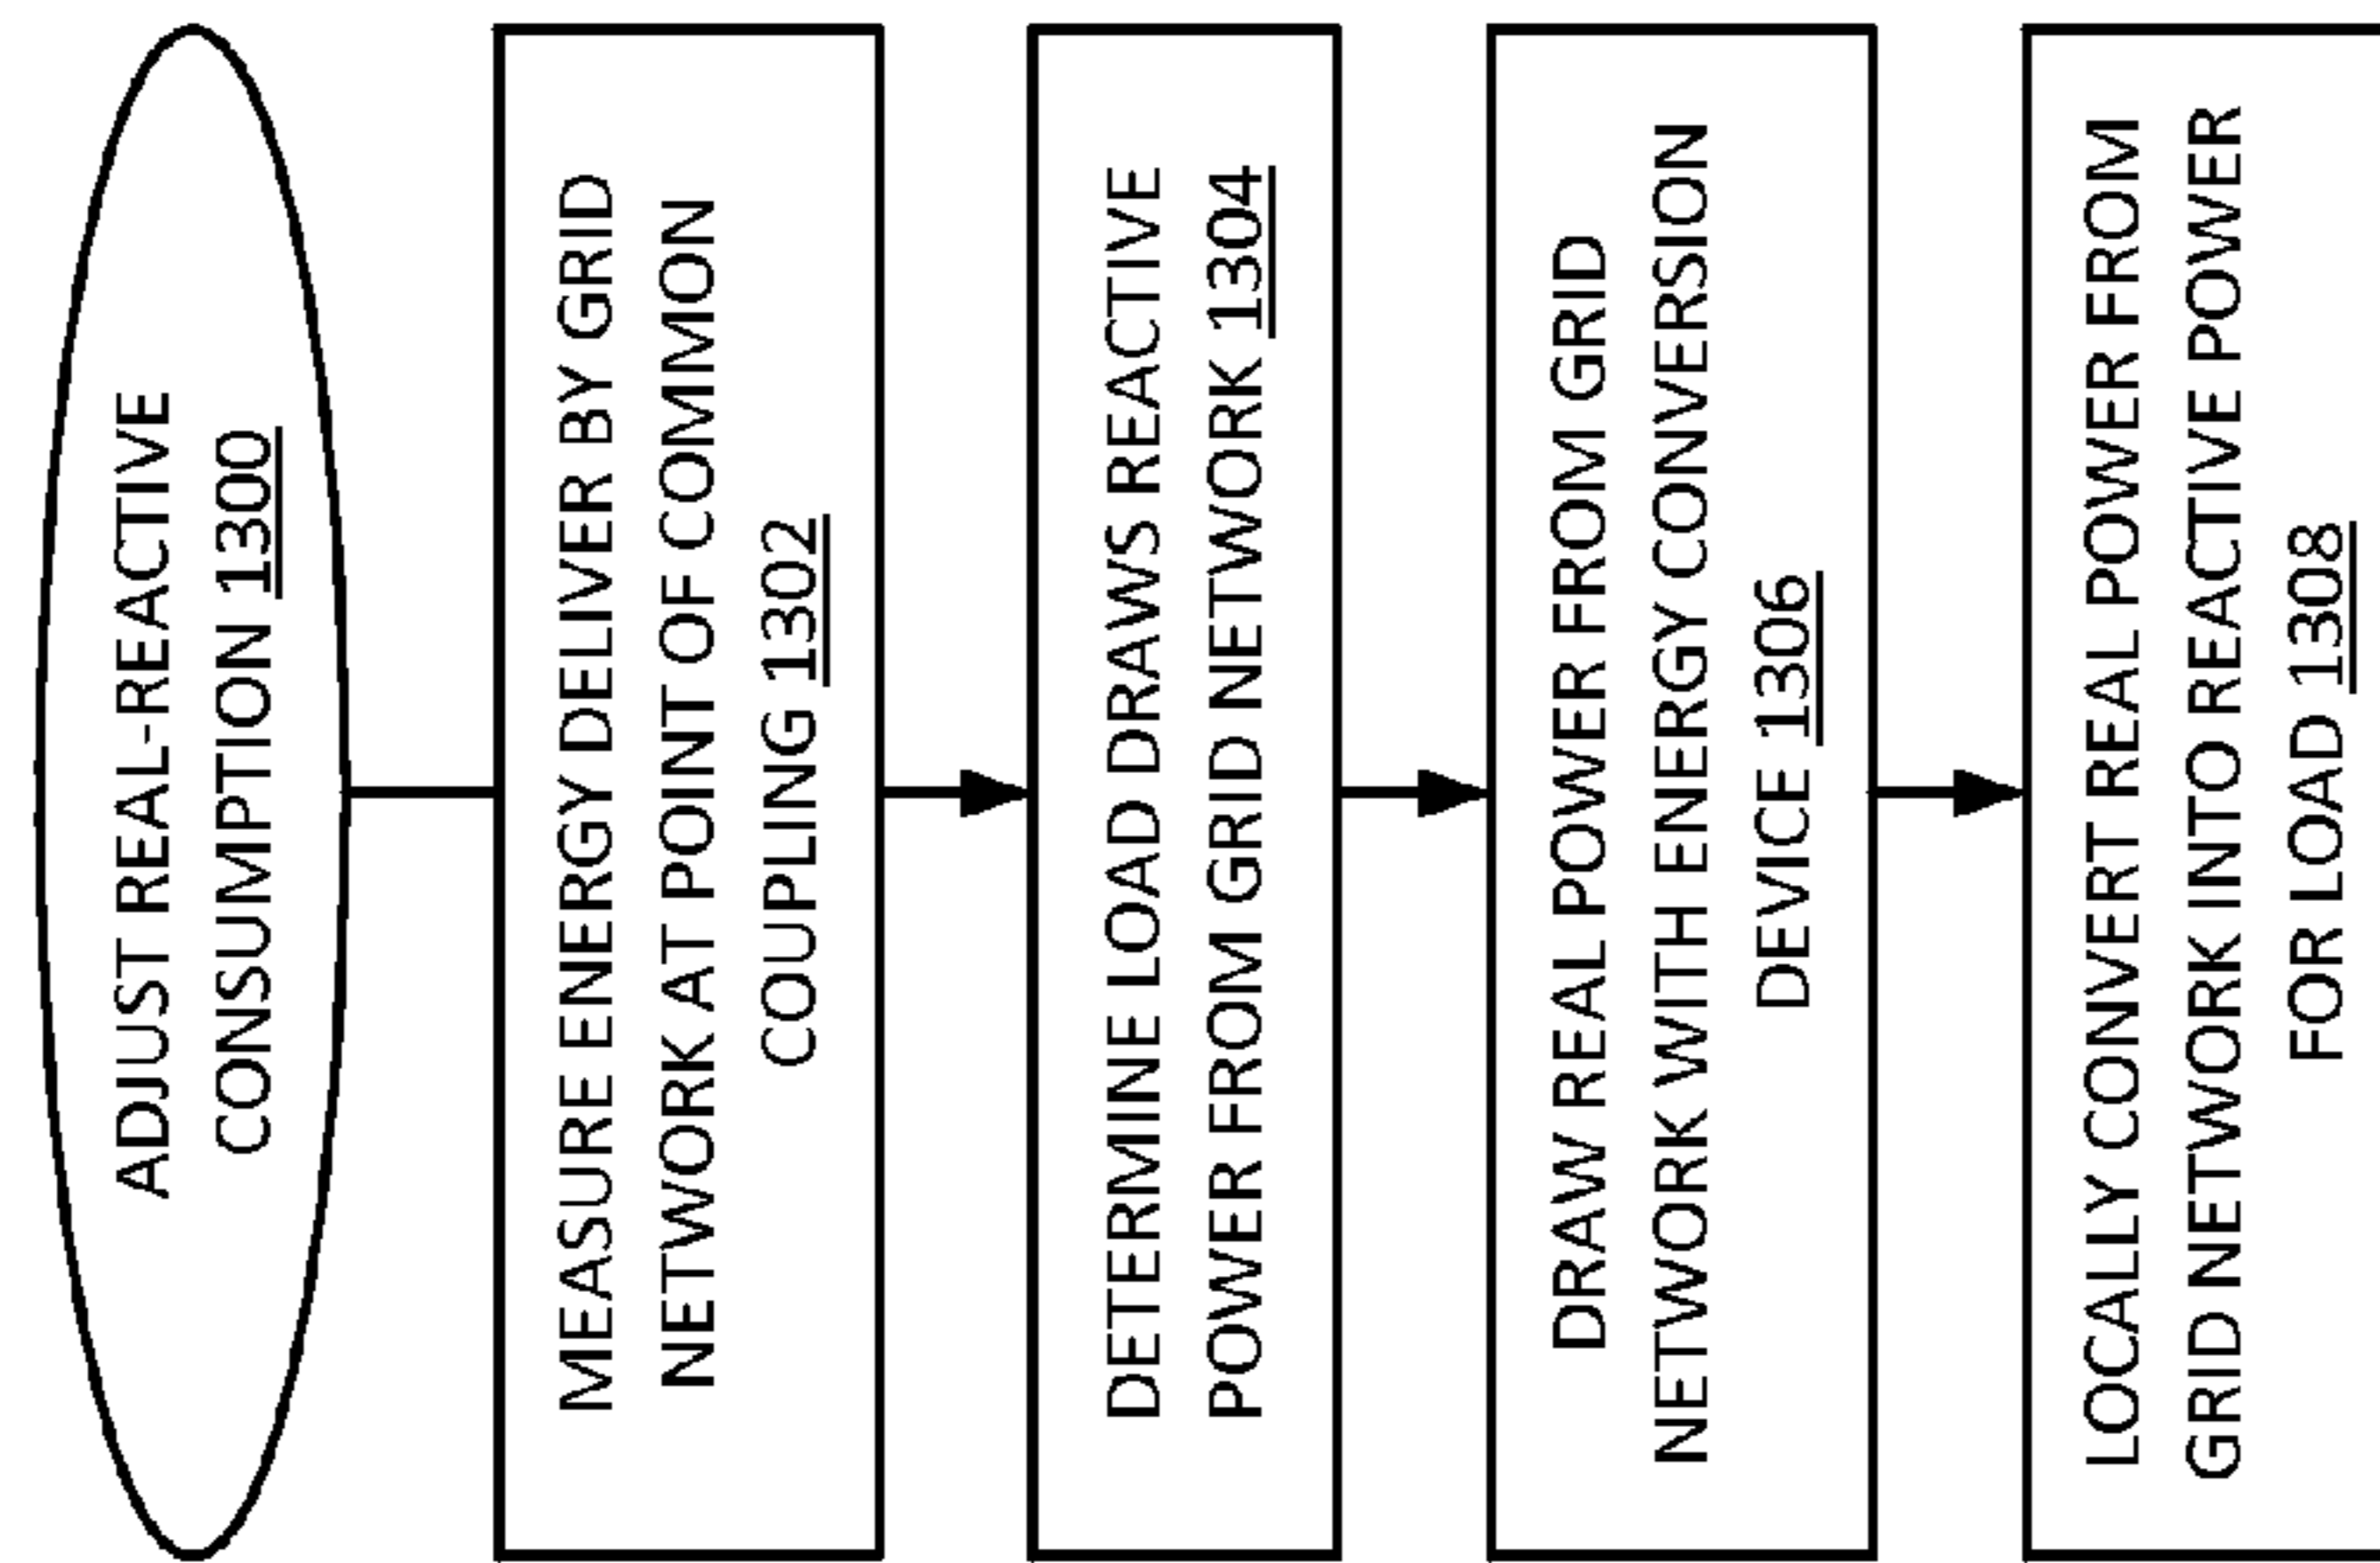 ADJUST REAL-REACTIVE
CONSUMPTION 1300
MEASURE ENERGY DELIVER BY GRID
NETWORK AT POINT OF COMMON
COUPLING 1302
DETERMINE LOAD DRAWS REACTIVE
POWER FROM GRID NETWORK 1304
DRAW REAL POWER FROM GRID
NETWORK WITH ENERGY CONVERSION
DEVICE 1306
LOCALLY CONVERT REAL POWER FROM
GRID NETWORK INTO REACTIVE POWER
FOR LOAD 1308